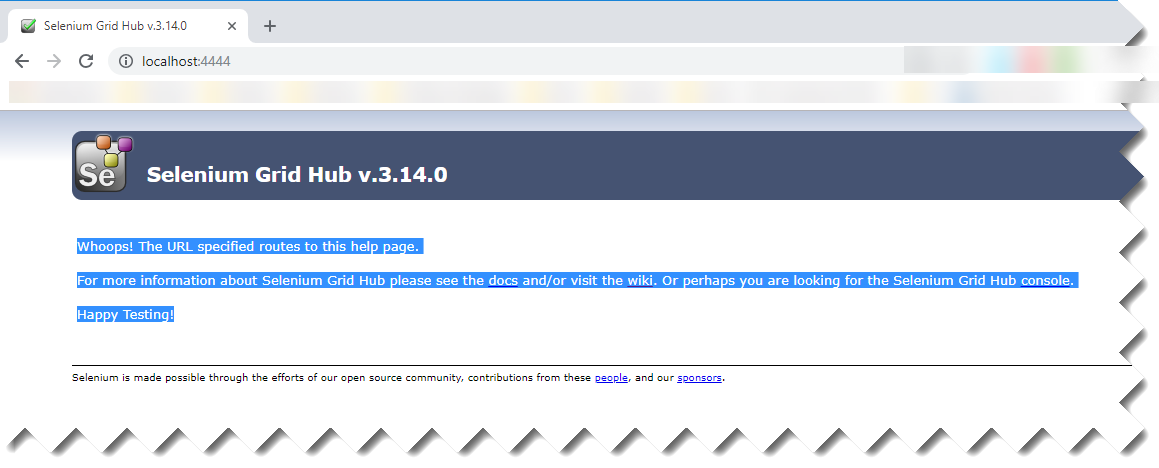 Selenium Grid Hub v.3.14.0
localhost:4444
Se
Selenium Grid Hub v.3.14.0
Whoops! The URL specified routes to this help page.
For more information about Selenium Grid Hub please see the docs and/or visit the wiki. Or perhaps you are looking for the Selenium Grid Hub console.
Happy Testing!
Selenium is made possible through the efforts of our open source community, contributions from these people, and our sponsors.